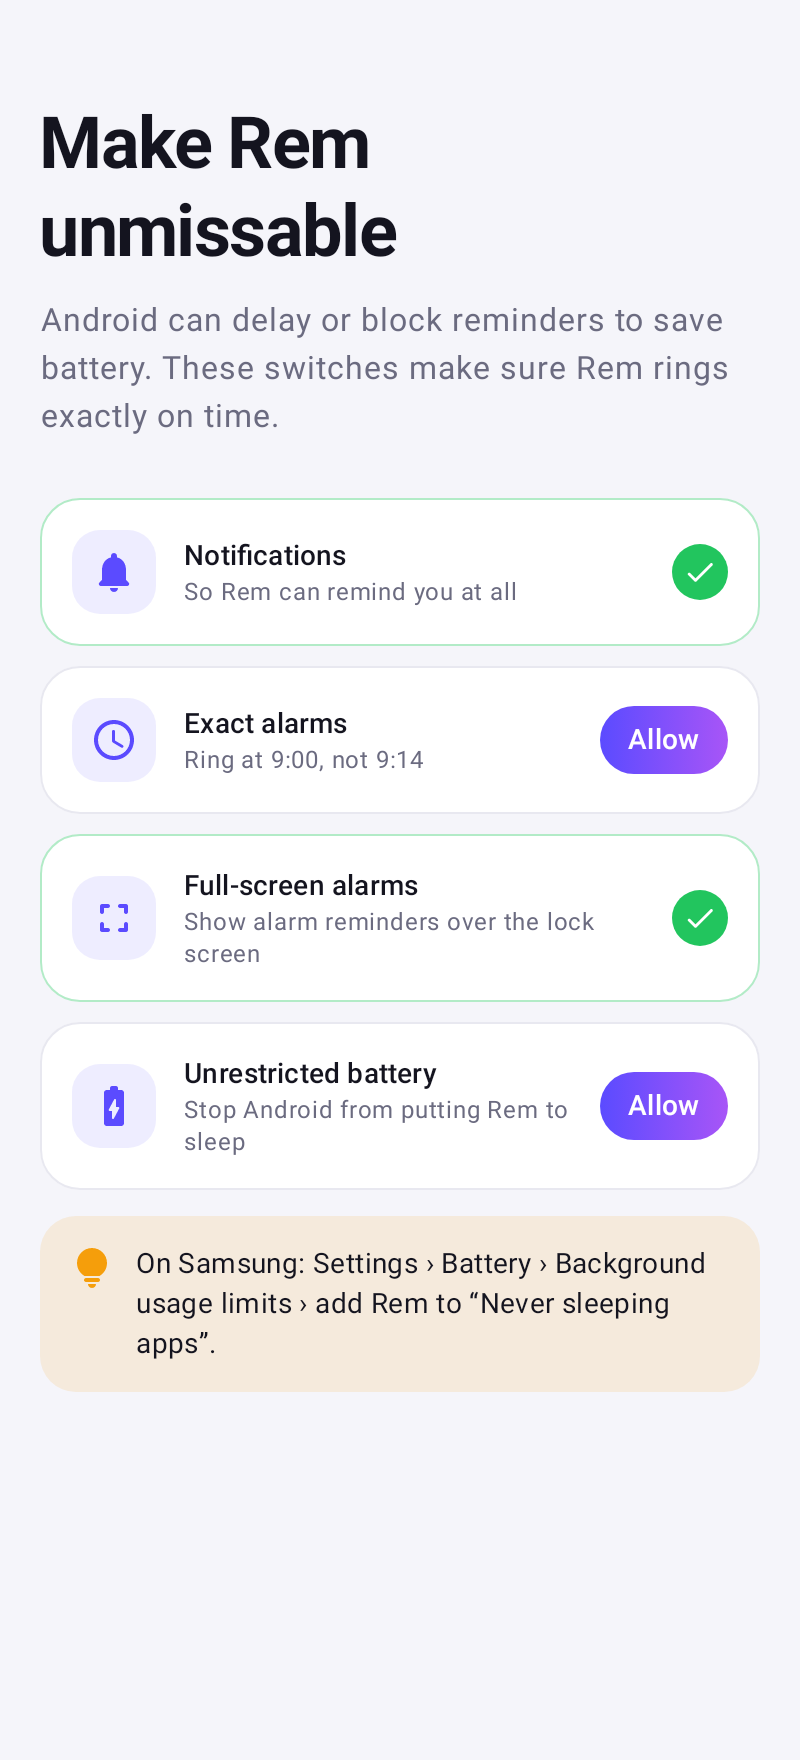 Make Rem
unmissable
Android can delay or block reminders to save
battery. These switches make sure Rem rings
exactly on time.
Notifications
So Rem can remind you at all
Exact alarms
Ring at 9:00, not 9:14
Allow
Full-screen alarms
Show alarm reminders over the lock
screen
Unrestricted battery
Stop Android from putting Rem to
sleep
Allow
On Samsung: Settings › Battery › Background
usage limits › add Rem to “Never sleeping
apps”.